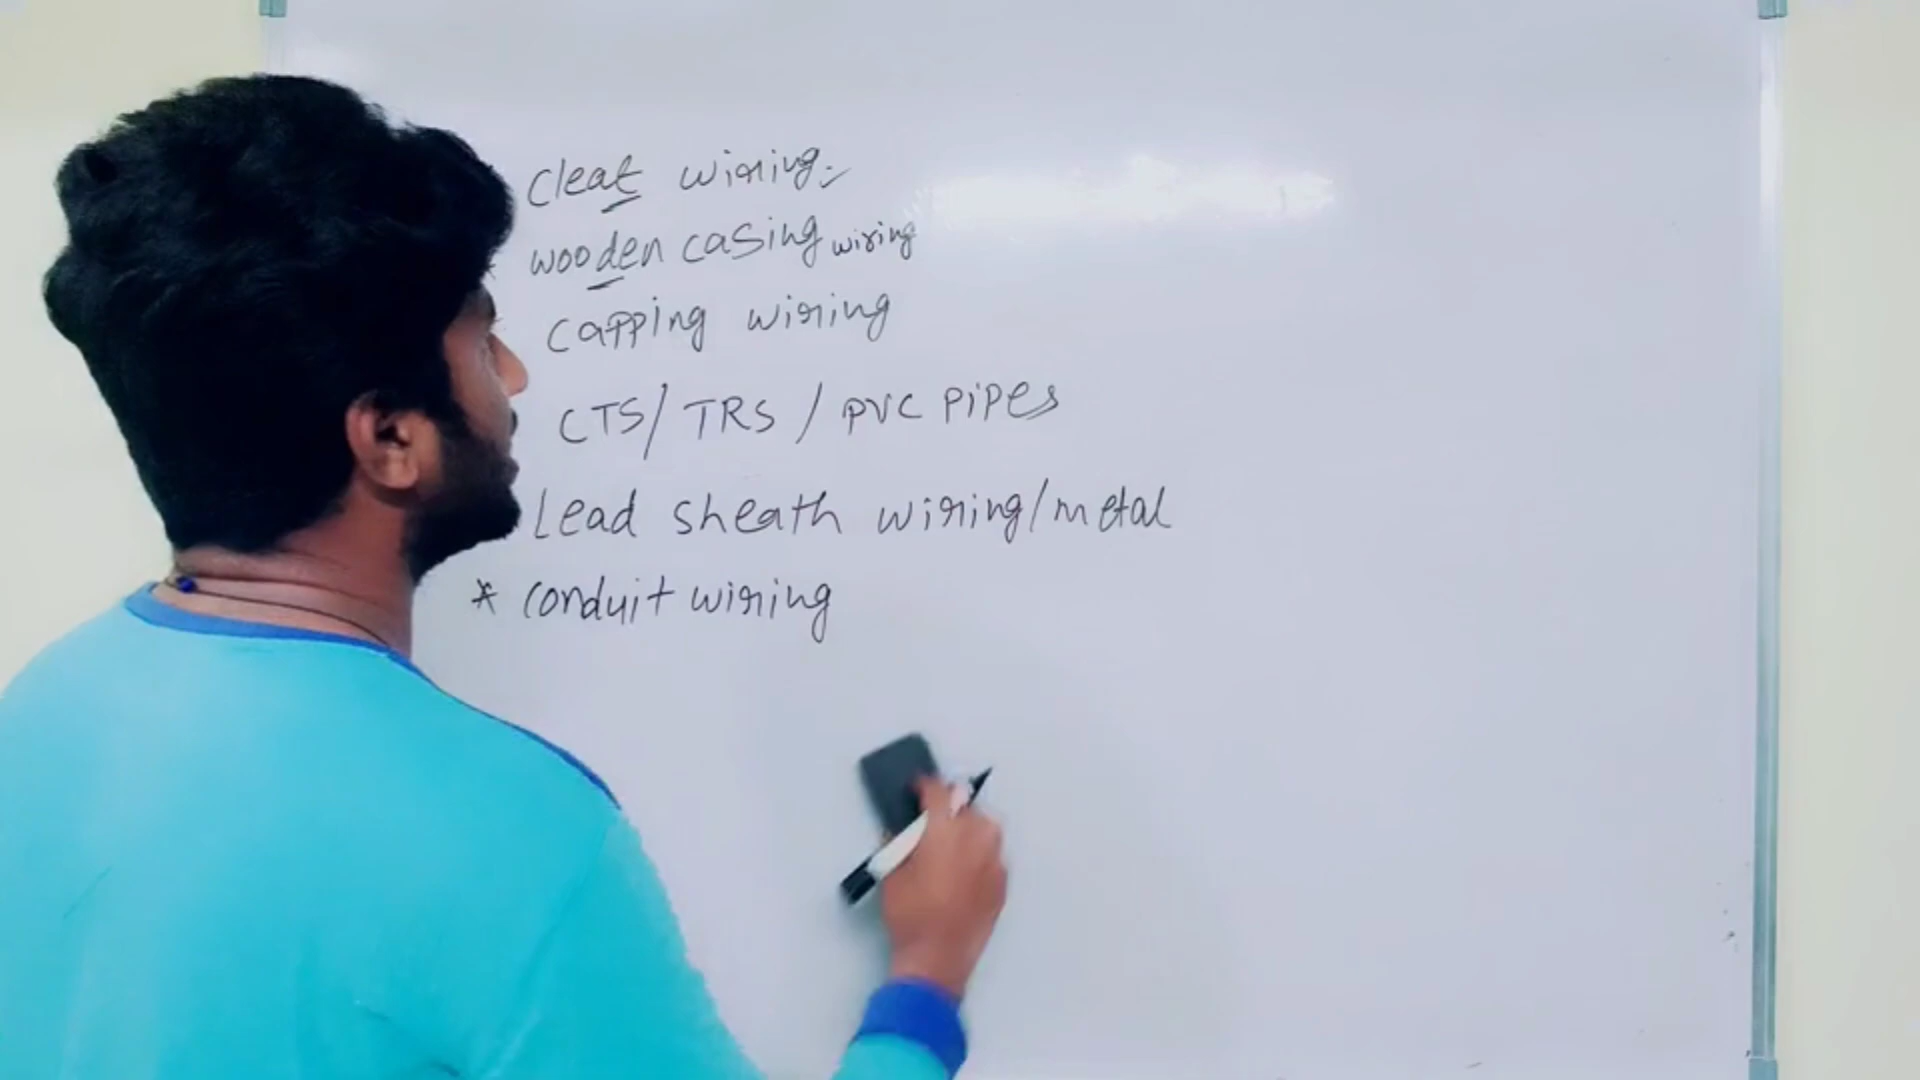 cleat wiring:-
* wooden casing wiring
capping wiring
CTS/ TRS / PVC PiPes
Lead sheath wiring/metal
* conduit wiring